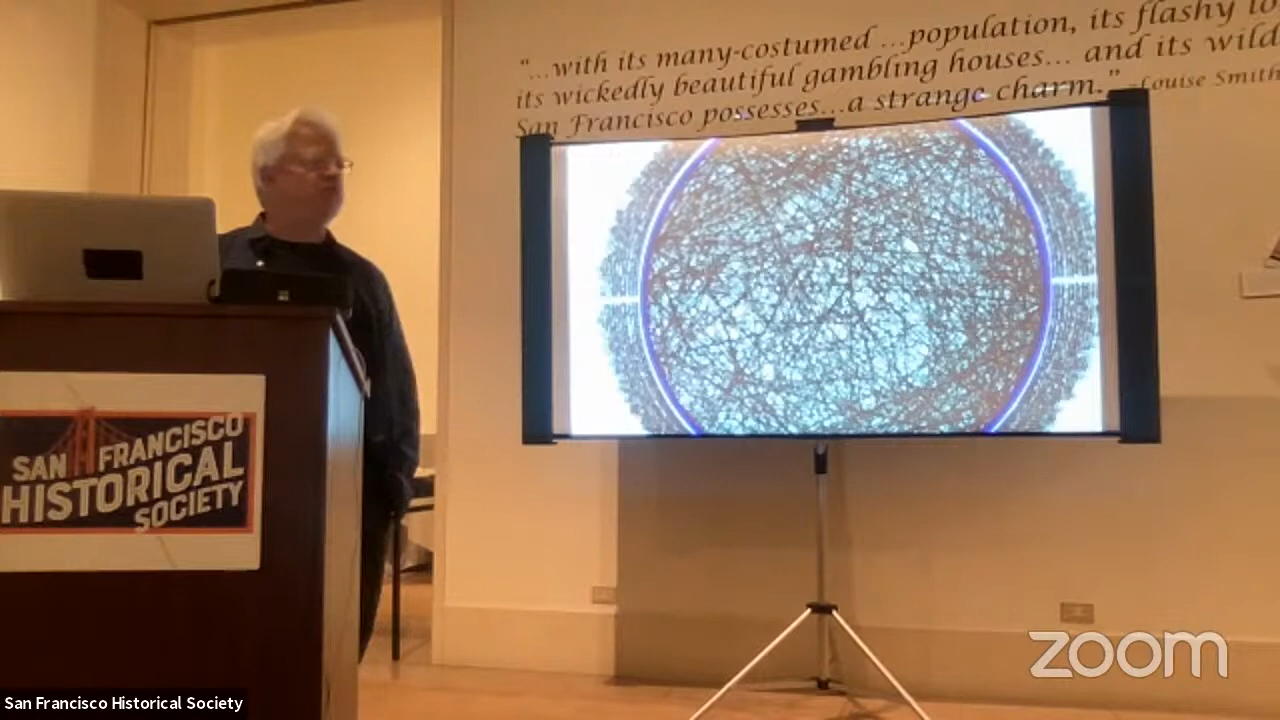 "...with its many-costumed ...population, its flashy
its wickedly beautiful gambling houses... and its wild
San Francisco possesses...a strange charm." -Louise Smith
SAN FRANCISCO
HISTORICAL
SOCIETY
zoom
San Francisco Historical Society